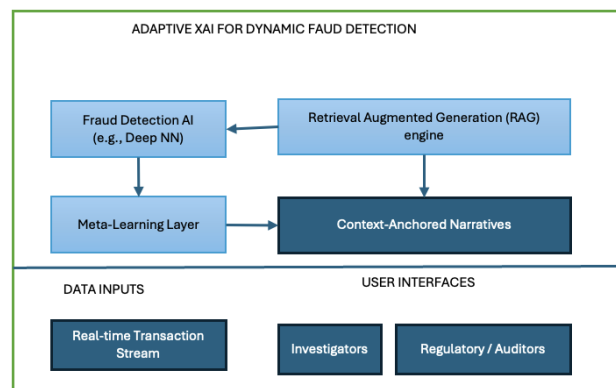 ADAPTIVE XAI FOR DYNAMIC FAUD DETECTION
Fraud Detection AI
(e.g., Deep NN)
Retrieval Augmented Generation (RAG)
engine
Meta-Learning Layer
Context-Anchored Narratives
DATA INPUTS
USER INTERFACES
Real-time Transaction
Stream
Investigators
Regulatory / Auditors